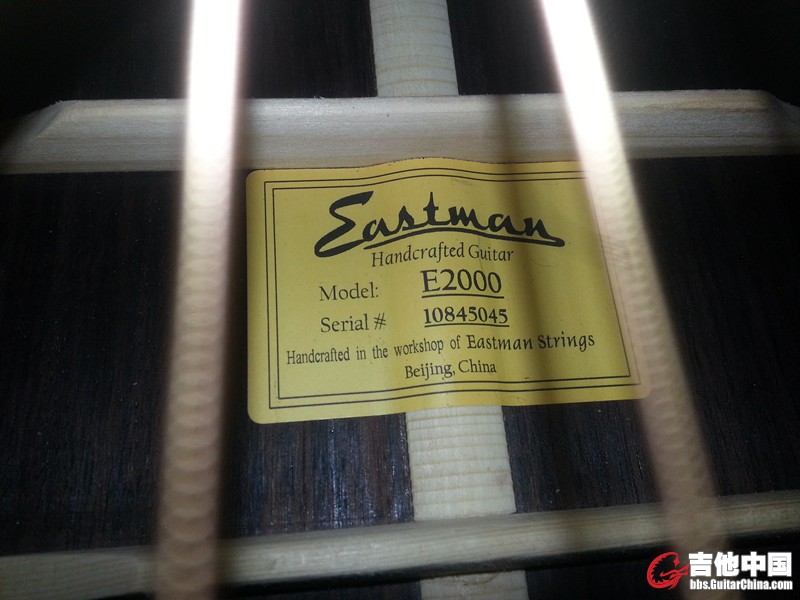 Eastman
Handcrafted Guitar
Model: E2000
Serial # 10845045
Handcrafted in the workshop of Eastman Strings
Beijing, China
吉他中国
bbs.GuitarChina.com